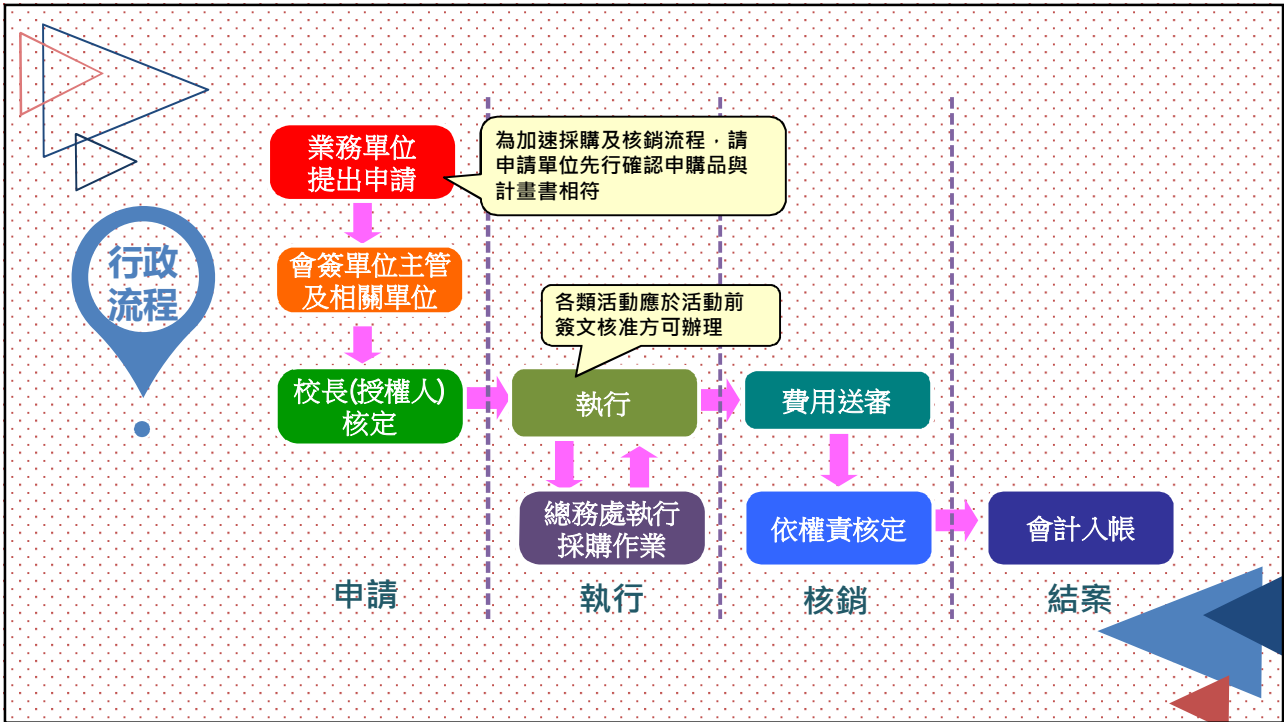 行政
流程
業務單位
提出申請
為加速採購及核銷流程，請
申請單位先行確認申購品與
計畫書相符
會簽單位主管
及相關單位
校長(授權人)
核定
各類活動應於活動前
簽文核准方可辦理
執行
總務處執行
採購作業
費用送審
依權責核定
會計入帳
申請
執行
核銷
結案